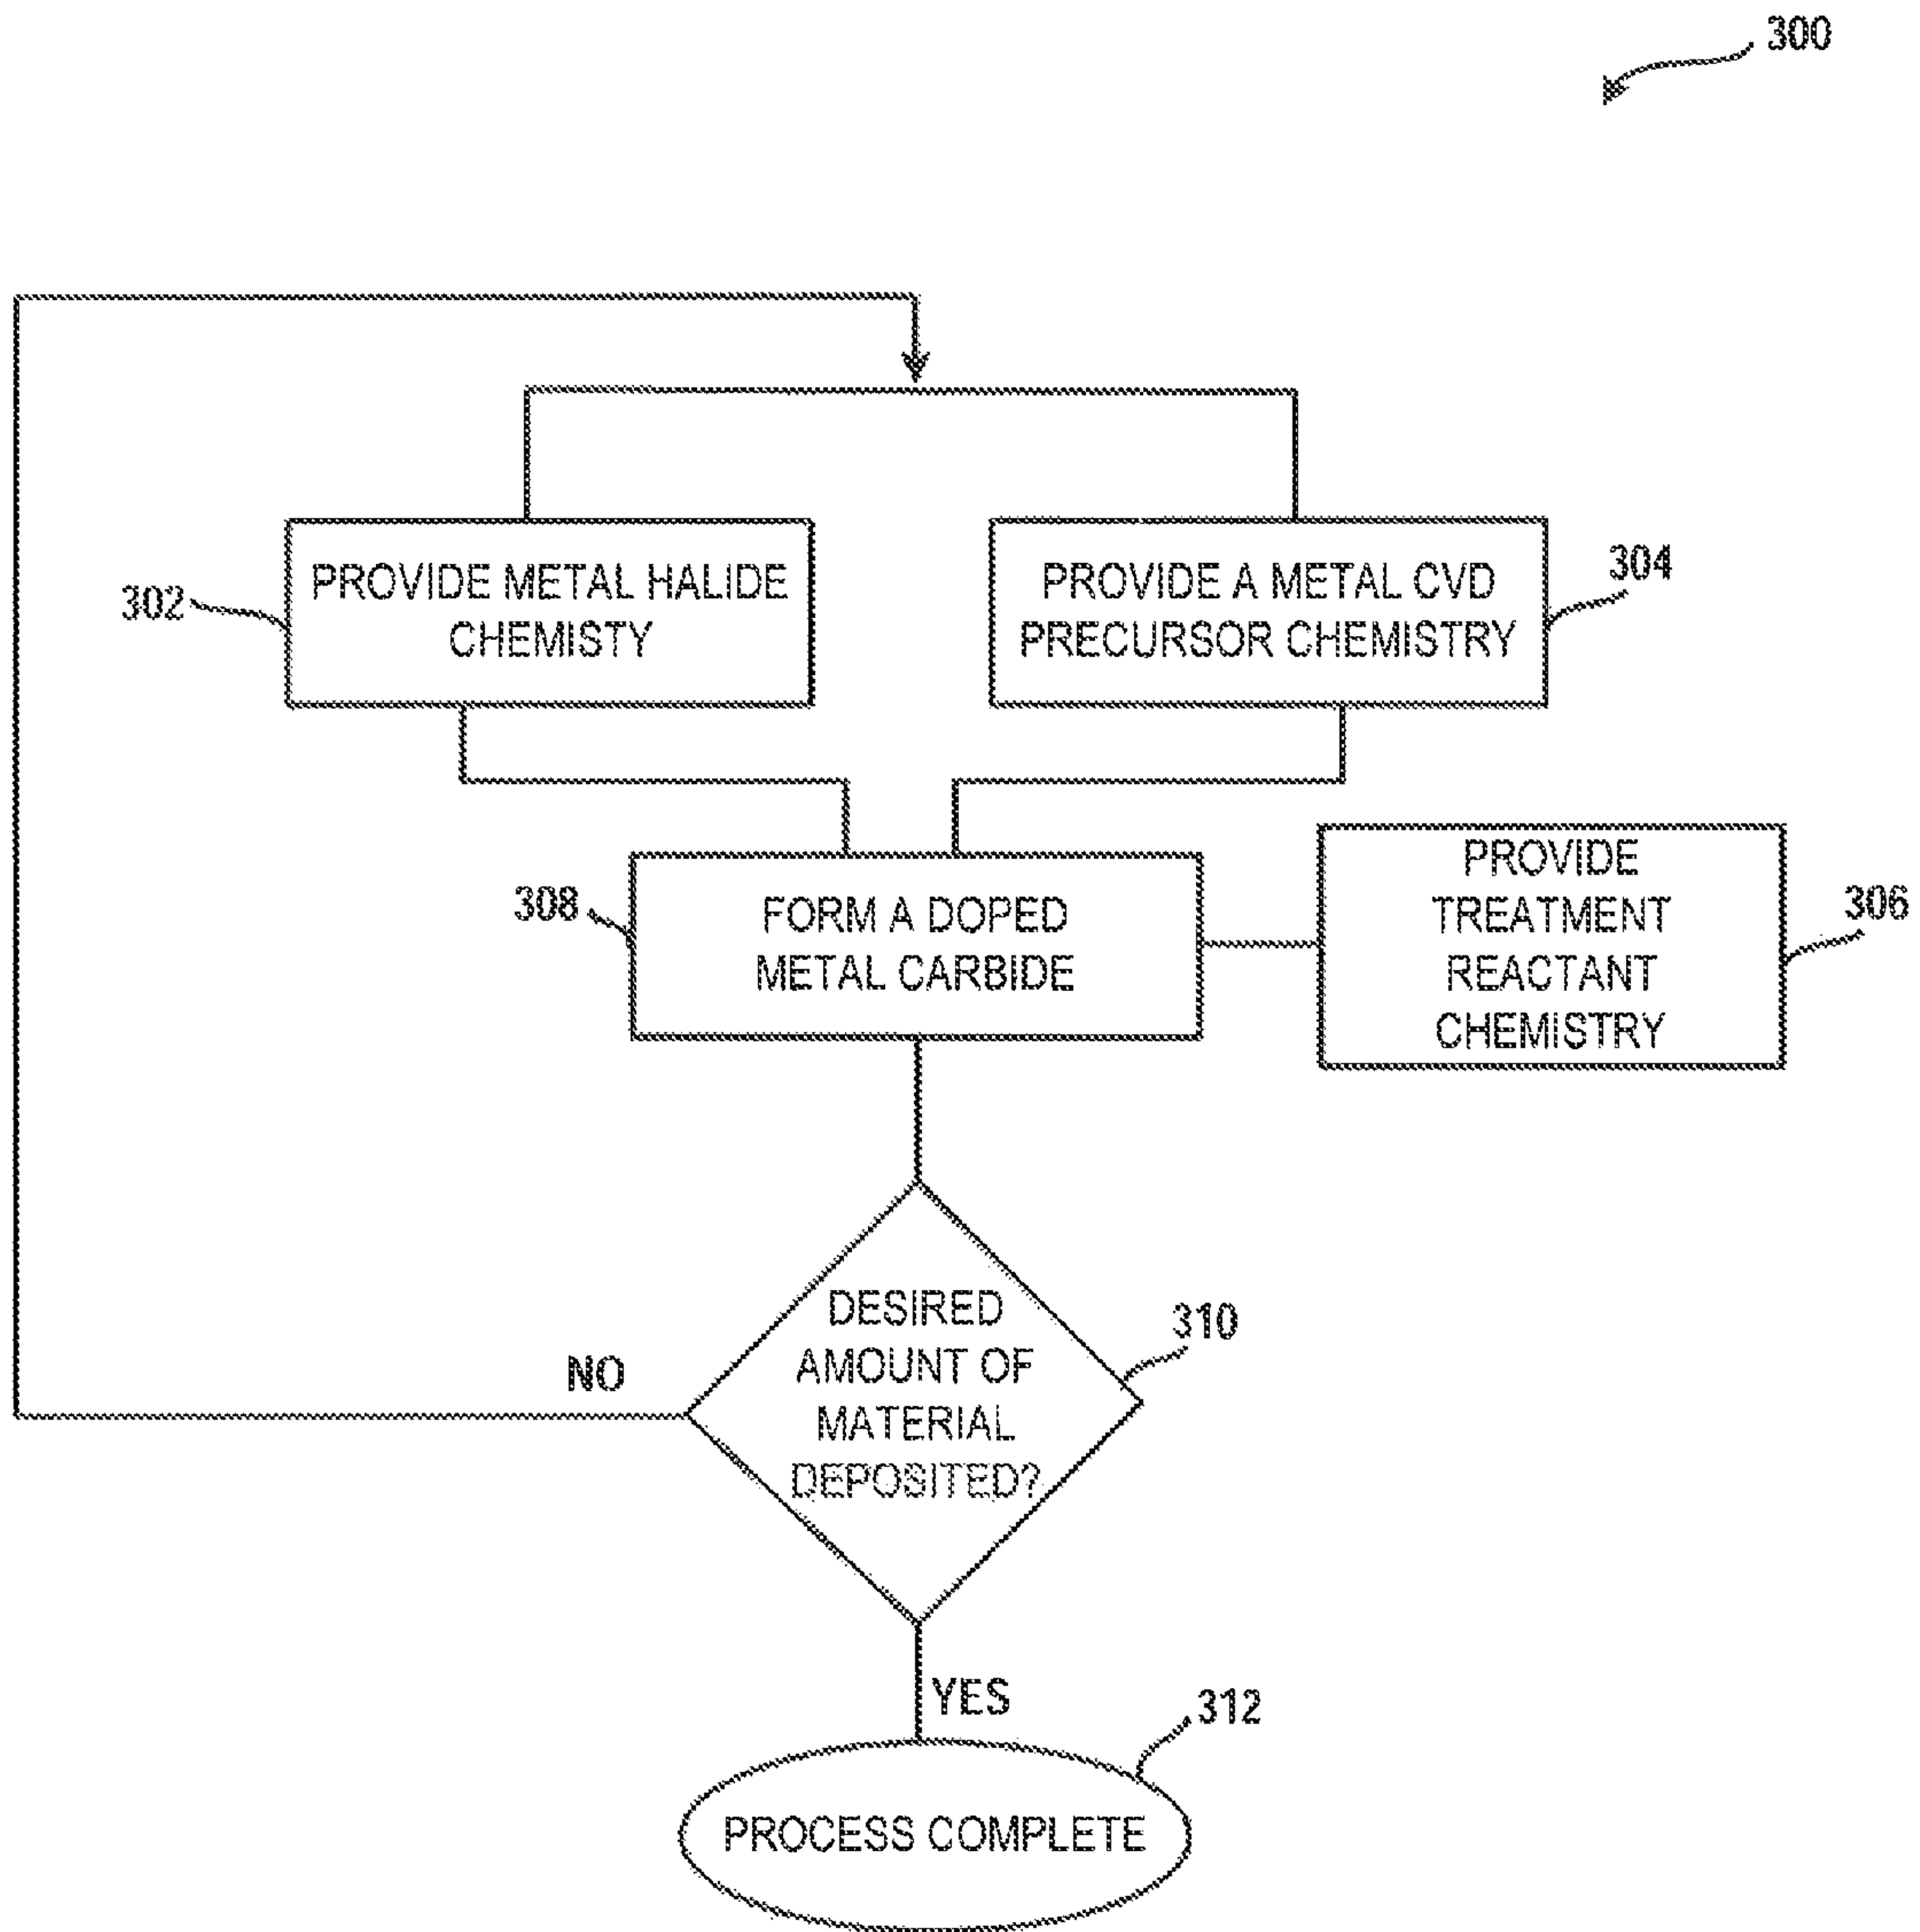 300
302
PROVIDE METAL HALIDE
CHEMISTY
PROVIDE A METAL CVD
PRECURSOR CHEMISTRY
304
308
FORM A DOPED
METAL CARBIDE
PROVIDE
TREATMENT
REACTANT
CHEMISTRY
306
DESIRED
AMOUNT OF
MATERIAL
DEPOSITED?
310
NO
YES
312
PROCESS COMPLETE